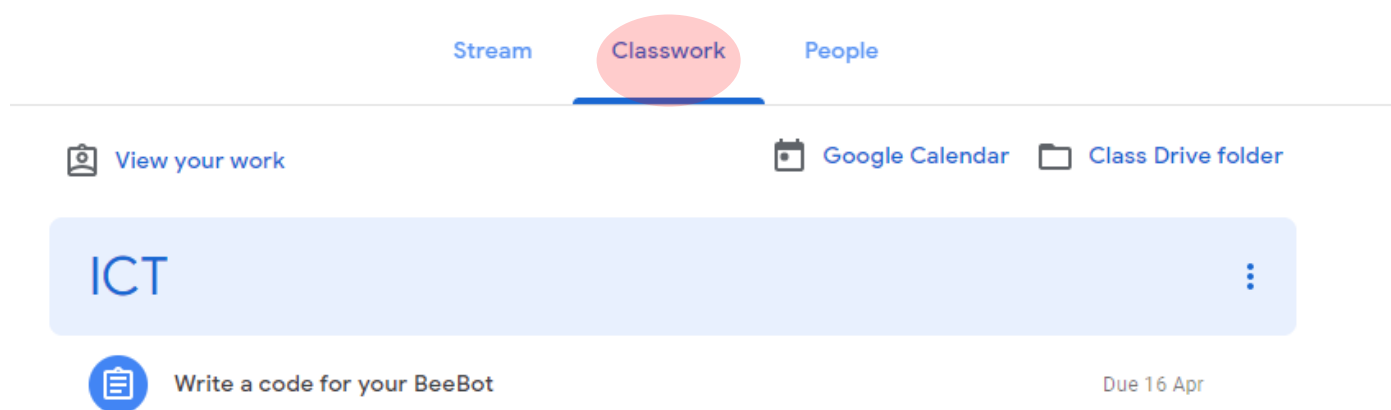 Stream Classwork People
View your work Google Calendar Class Drive folder
ICT
Write a code for your BeeBot Due 16 Apr